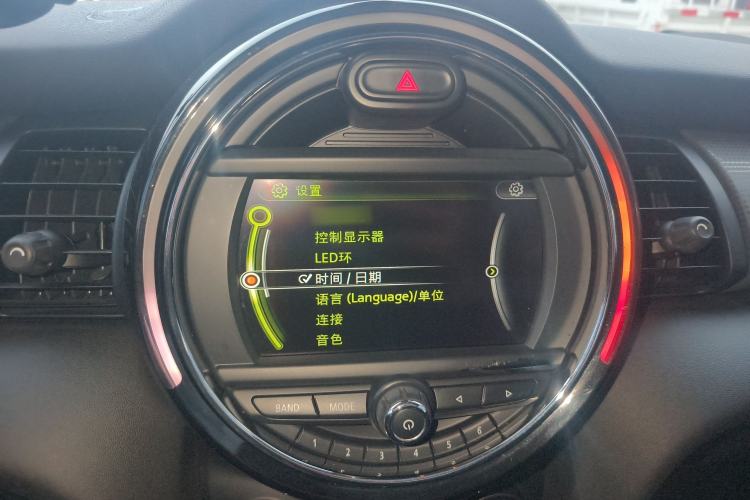 设置
控制显示器
LED环
时间 / 日期
语言 (Language)/单位
连接
音色
BAND MODE
1 2 3 4 5 6